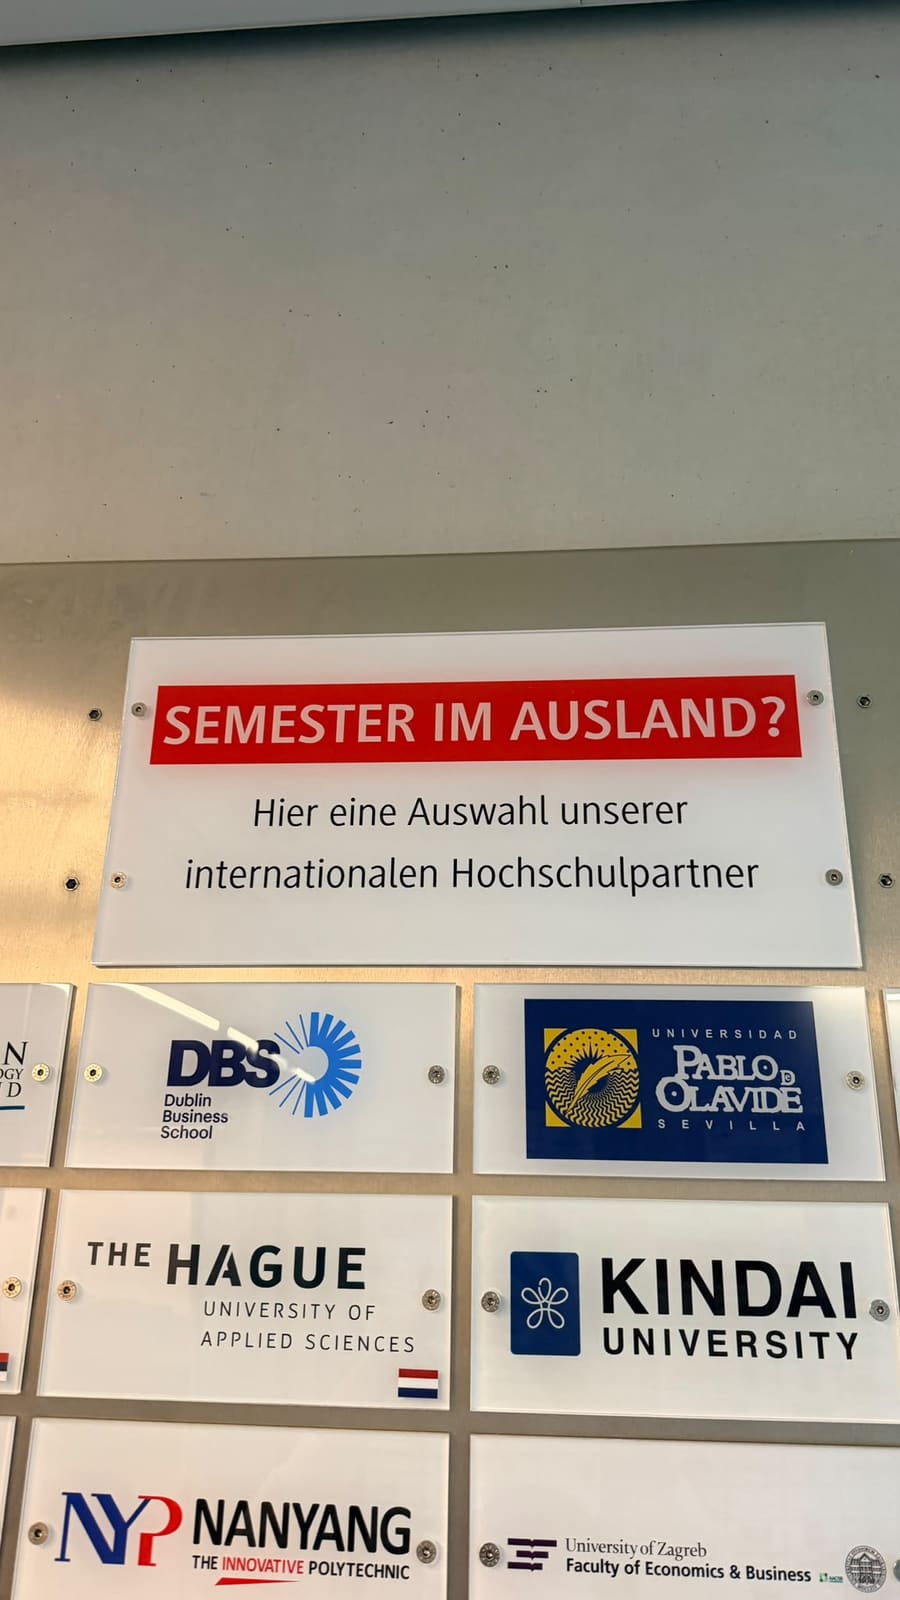 SEMESTER IM AUSLAND?
Hier eine Auswahl unserer
internationalen Hochschulpartner
N
OGY
D
DBS
Dublin
Business
School
UNIVERSIDAD
PABLO DE
OLAVIDE
SEVILLA
THE HAGUE
UNIVERSITY OF
APPLIED SCIENCES
KINDAI
UNIVERSITY
NYP NANYANG
THE INNOVATIVE POLYTECHNIC
University of Zagreb
Faculty of Economics & Business